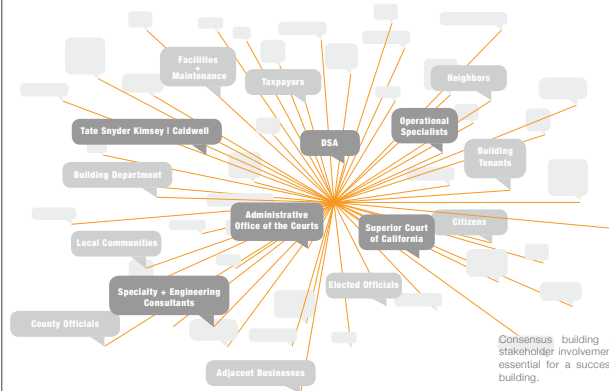 Facilities
+
Maintenance
Taxpayers
Neighbors
Tate Snyder Kimsey | Caldwell
DSA
Operational
Specialists
Building
Tenants
Building Department
Administrative
Office of the Courts
Superior Court
of California
Citizens
Local Communities
Specialty + Engineering
Consultants
Elected Officials
County Officials
Adjacent Businesses
Consensus building
stakeholder
essential for a
building.